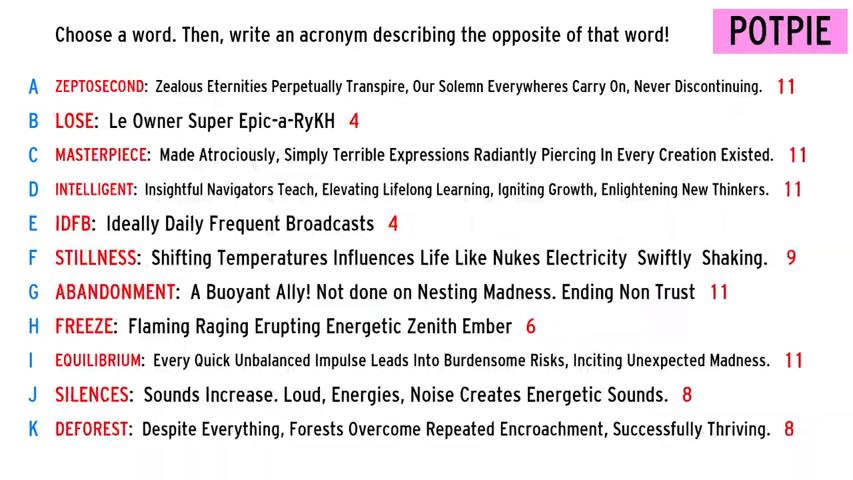 Choose a word. Then, write an acronym describing the opposite of that word! POTPIE
A ZEPTOSECOND: Zealous Eternities Perpetually Transpire, Our Solemn Everywheres Carry On, Never Discontinuing. 11
B LOSE: Le Owner Super Epic-a-RyKH 4
C MASTERPIECE: Made Atrociously, Simply Terrible Expressions Radiantly Piercing In Every Creation Existed. 11
D INTELLIGENT: Insightful Navigators Teach, Elevating Lifelong Learning, Igniting Growth, Enlightening New Thinkers. 11
E IDFB: Ideally Daily Frequent Broadcasts 4
F STILLNESS: Shifting Temperatures Influences Life Like Nukes Electricity Swiftly Shaking. 9
G ABANDONMENT: A Buoyant Ally! Not done on Nesting Madness. Ending Non Trust 11
H FREEZE: Flaming Raging Erupting Energetic Zenith Ember 6
I EQUILIBRIUM: Every Quick Unbalanced Impulse Leads Into Burdensome Risks, Inciting Unexpected Madness. 11
J SILENCES: Sounds Increase. Loud, Energies, Noise Creates Energetic Sounds. 8
K DEFOREST: Despite Everything, Forests Overcome Repeated Encroachment, Successfully Thriving. 8